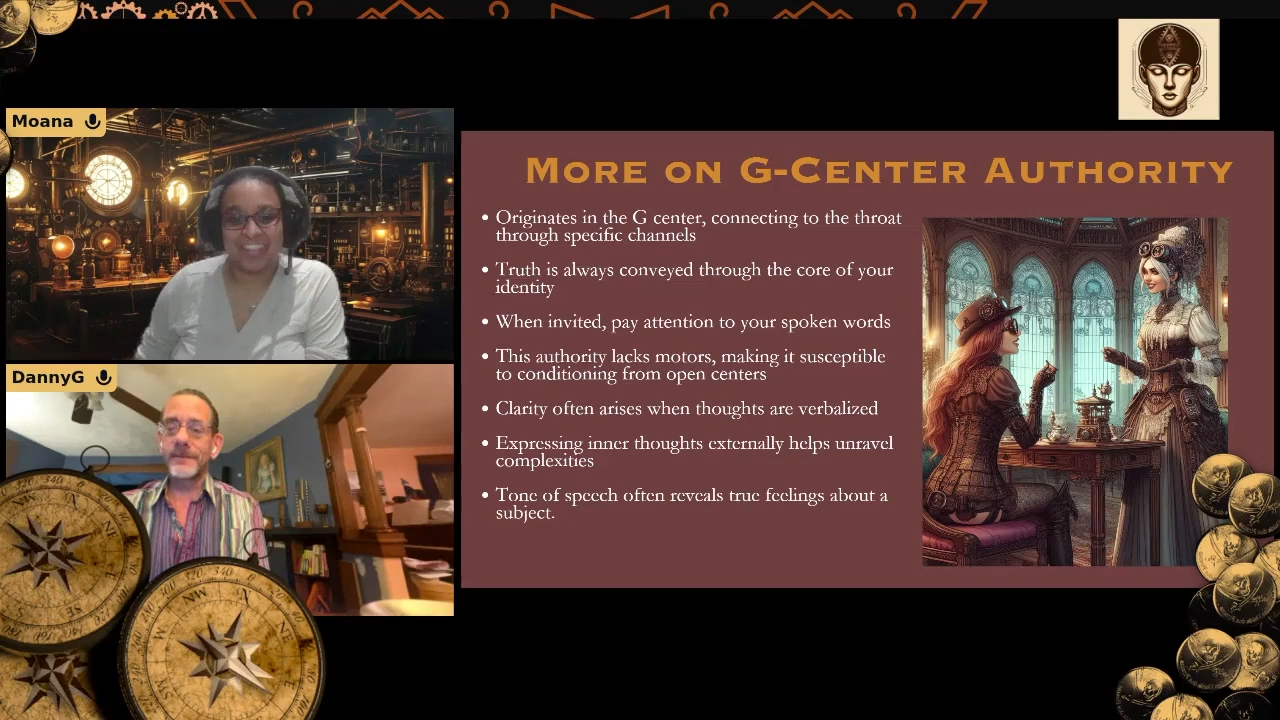 Moana
DannyG
More on G-Center Authority
• Originates in the G center, connecting to the throat
through specific channels
• Truth is always conveyed through the core of your
identity
• When invited, pay attention to your spoken words
• This authority lacks motors, making it susceptible
to conditioning from open centers
• Clarity often arises when thoughts are verbalized
• Expressing inner thoughts externally helps unravel
complexities
• Tone of speech often reveals true feelings about a
subject.